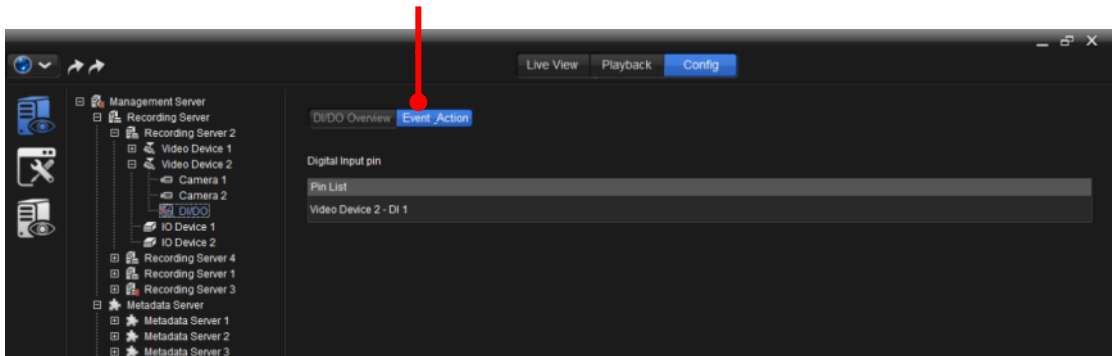 Live View Playback Config
Management Server
Recording Server
Recording Server 2
Video Device 1
Video Device 2
Camera 1
Camera 2
DI/DO
IO Device 1
IO Device 2
Recording Server 4
Recording Server 1
Recording Server 3
Metadata Server
Metadata Server 1
Metadata Server 2
Metadata Server 3
DI/DO Overview Event_Action
Digital Input pin
Pin List
Video Device 2 - DI 1